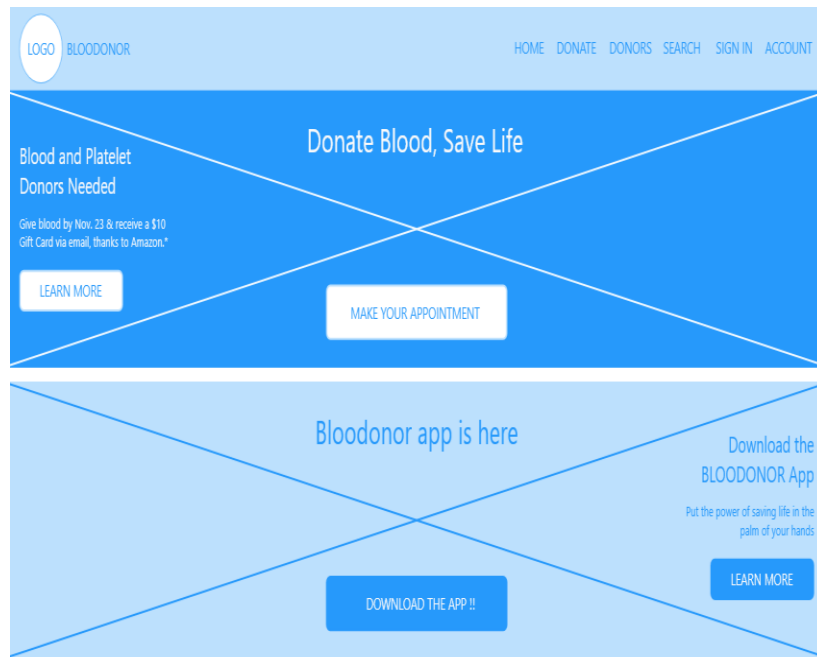 LOGO BLOODONOR HOME DONATE DONORS SEARCH SIGN IN ACCOUNT
Donate Blood, Save Life
Blood and Platelet
Donors Needed
Give blood by Nov. 23 & receive a $10
Gift Card via email, thanks to Amazon.*
LEARN MORE
MAKE YOUR APPOINTMENT
Bloodonor app is here
Download the
BLOODONOR App
Put the power of saving life in the
palm of your hands
LEARN MORE
DOWNLOAD THE APP !!